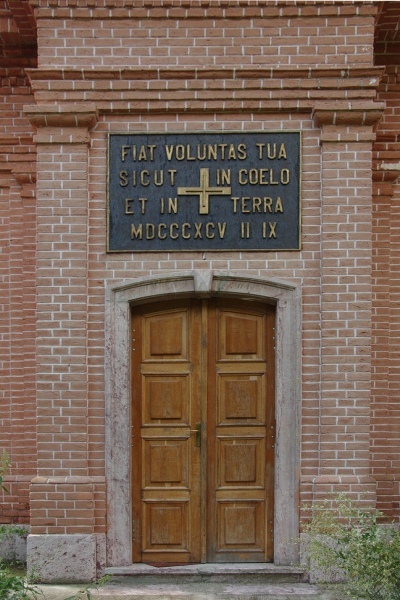 FIAT VOLUNTAS TUA
SICUT IN COELO
ET IN TERRA
MDCCCXCV II IX